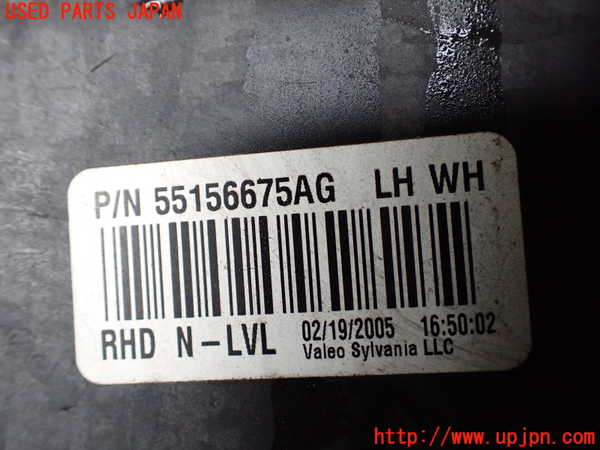 USED PARTS JAPAN
P/N 55156675AG LH WH
RHD N-LVL 02/19/2005 16:50:02
Valeo Sylvania LLC
http://www.upjpn.com/